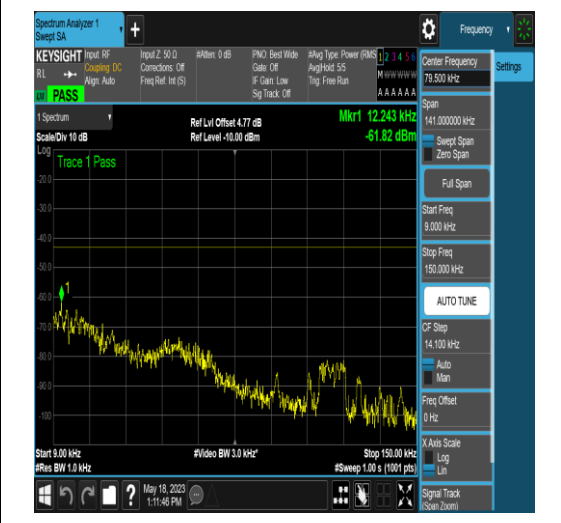 Spectrum Analyzer 1
Swept SA
Frequency
KEYSIGHT
RL
PASS
Input: RF
Coupling: DC
Align: Auto
Input Z: 50 Ω
Corrections: Off
Freq Ref: Int (S)
#Atten: 0 dB
PNO: Best Wide
Gate: Off
IF Gain: Low
Sig Track: Off
#Avg Type: Power (RMS
Avg|Hold: 5/5
Trig: Free Run
1 2 3 4 5 6
M W W W W W
A A A A A A
Center Frequency
79.500 kHz
Settings
1 Spectrum
Scale/Div 10 dB
Ref Lvl Offset 4.77 dB
Ref Level -10.00 dBm
Mkr1 12.243 kHz
-61.82 dBm
Log
Trace 1 Pass
-20.0
-30.0
-40.0
-50.0
-60.0
-70.0
-80.0
-90.0
-100
1
Start 9.00 kHz
#Res BW 1.0 kHz
#Video BW 3.0 kHz*
Stop 150.00 kHz
#Sweep 1.00 s (1001 pts)
Span
141.000000 kHz
Swept Span
Zero Span
Full Span
Start Freq
9.000 kHz
Stop Freq
150.000 kHz
AUTO TUNE
CF Step
14.100 kHz
Auto
Man
Freq Offset
0 Hz
X Axis Scale
Log
Lin
Signal Track
(Span Zoom)
?
May 18, 2023
1:11:46 PM